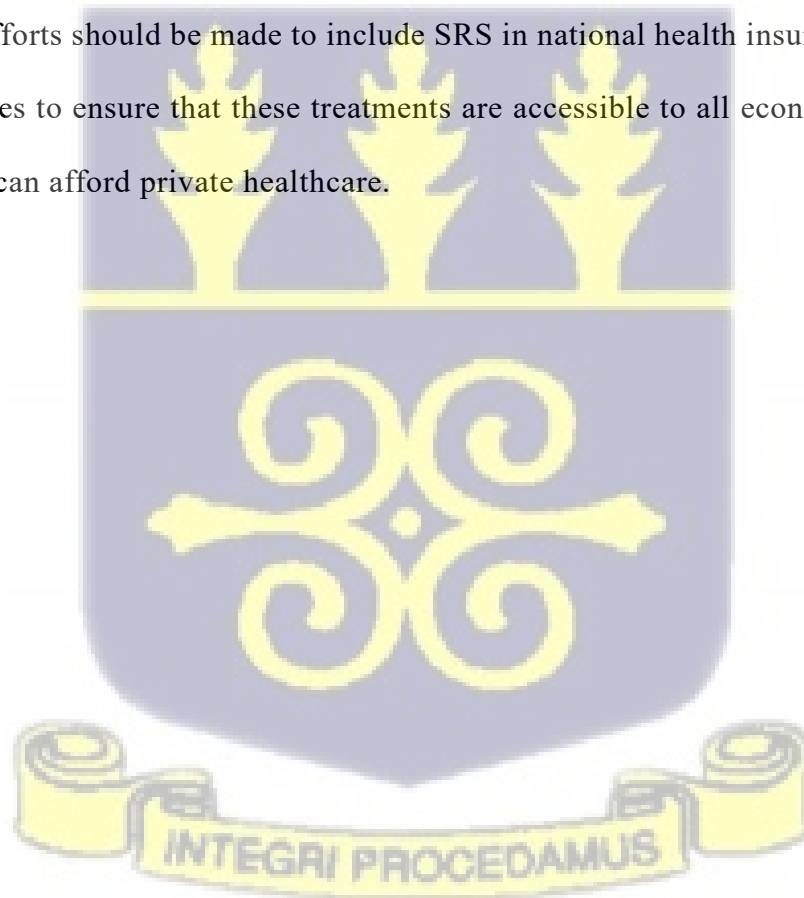 fforts should be made to include SRS in national health insur
es to ensure that these treatments are accessible to all econ
can afford private healthcare.
INTEGRI PROCEDAMUS